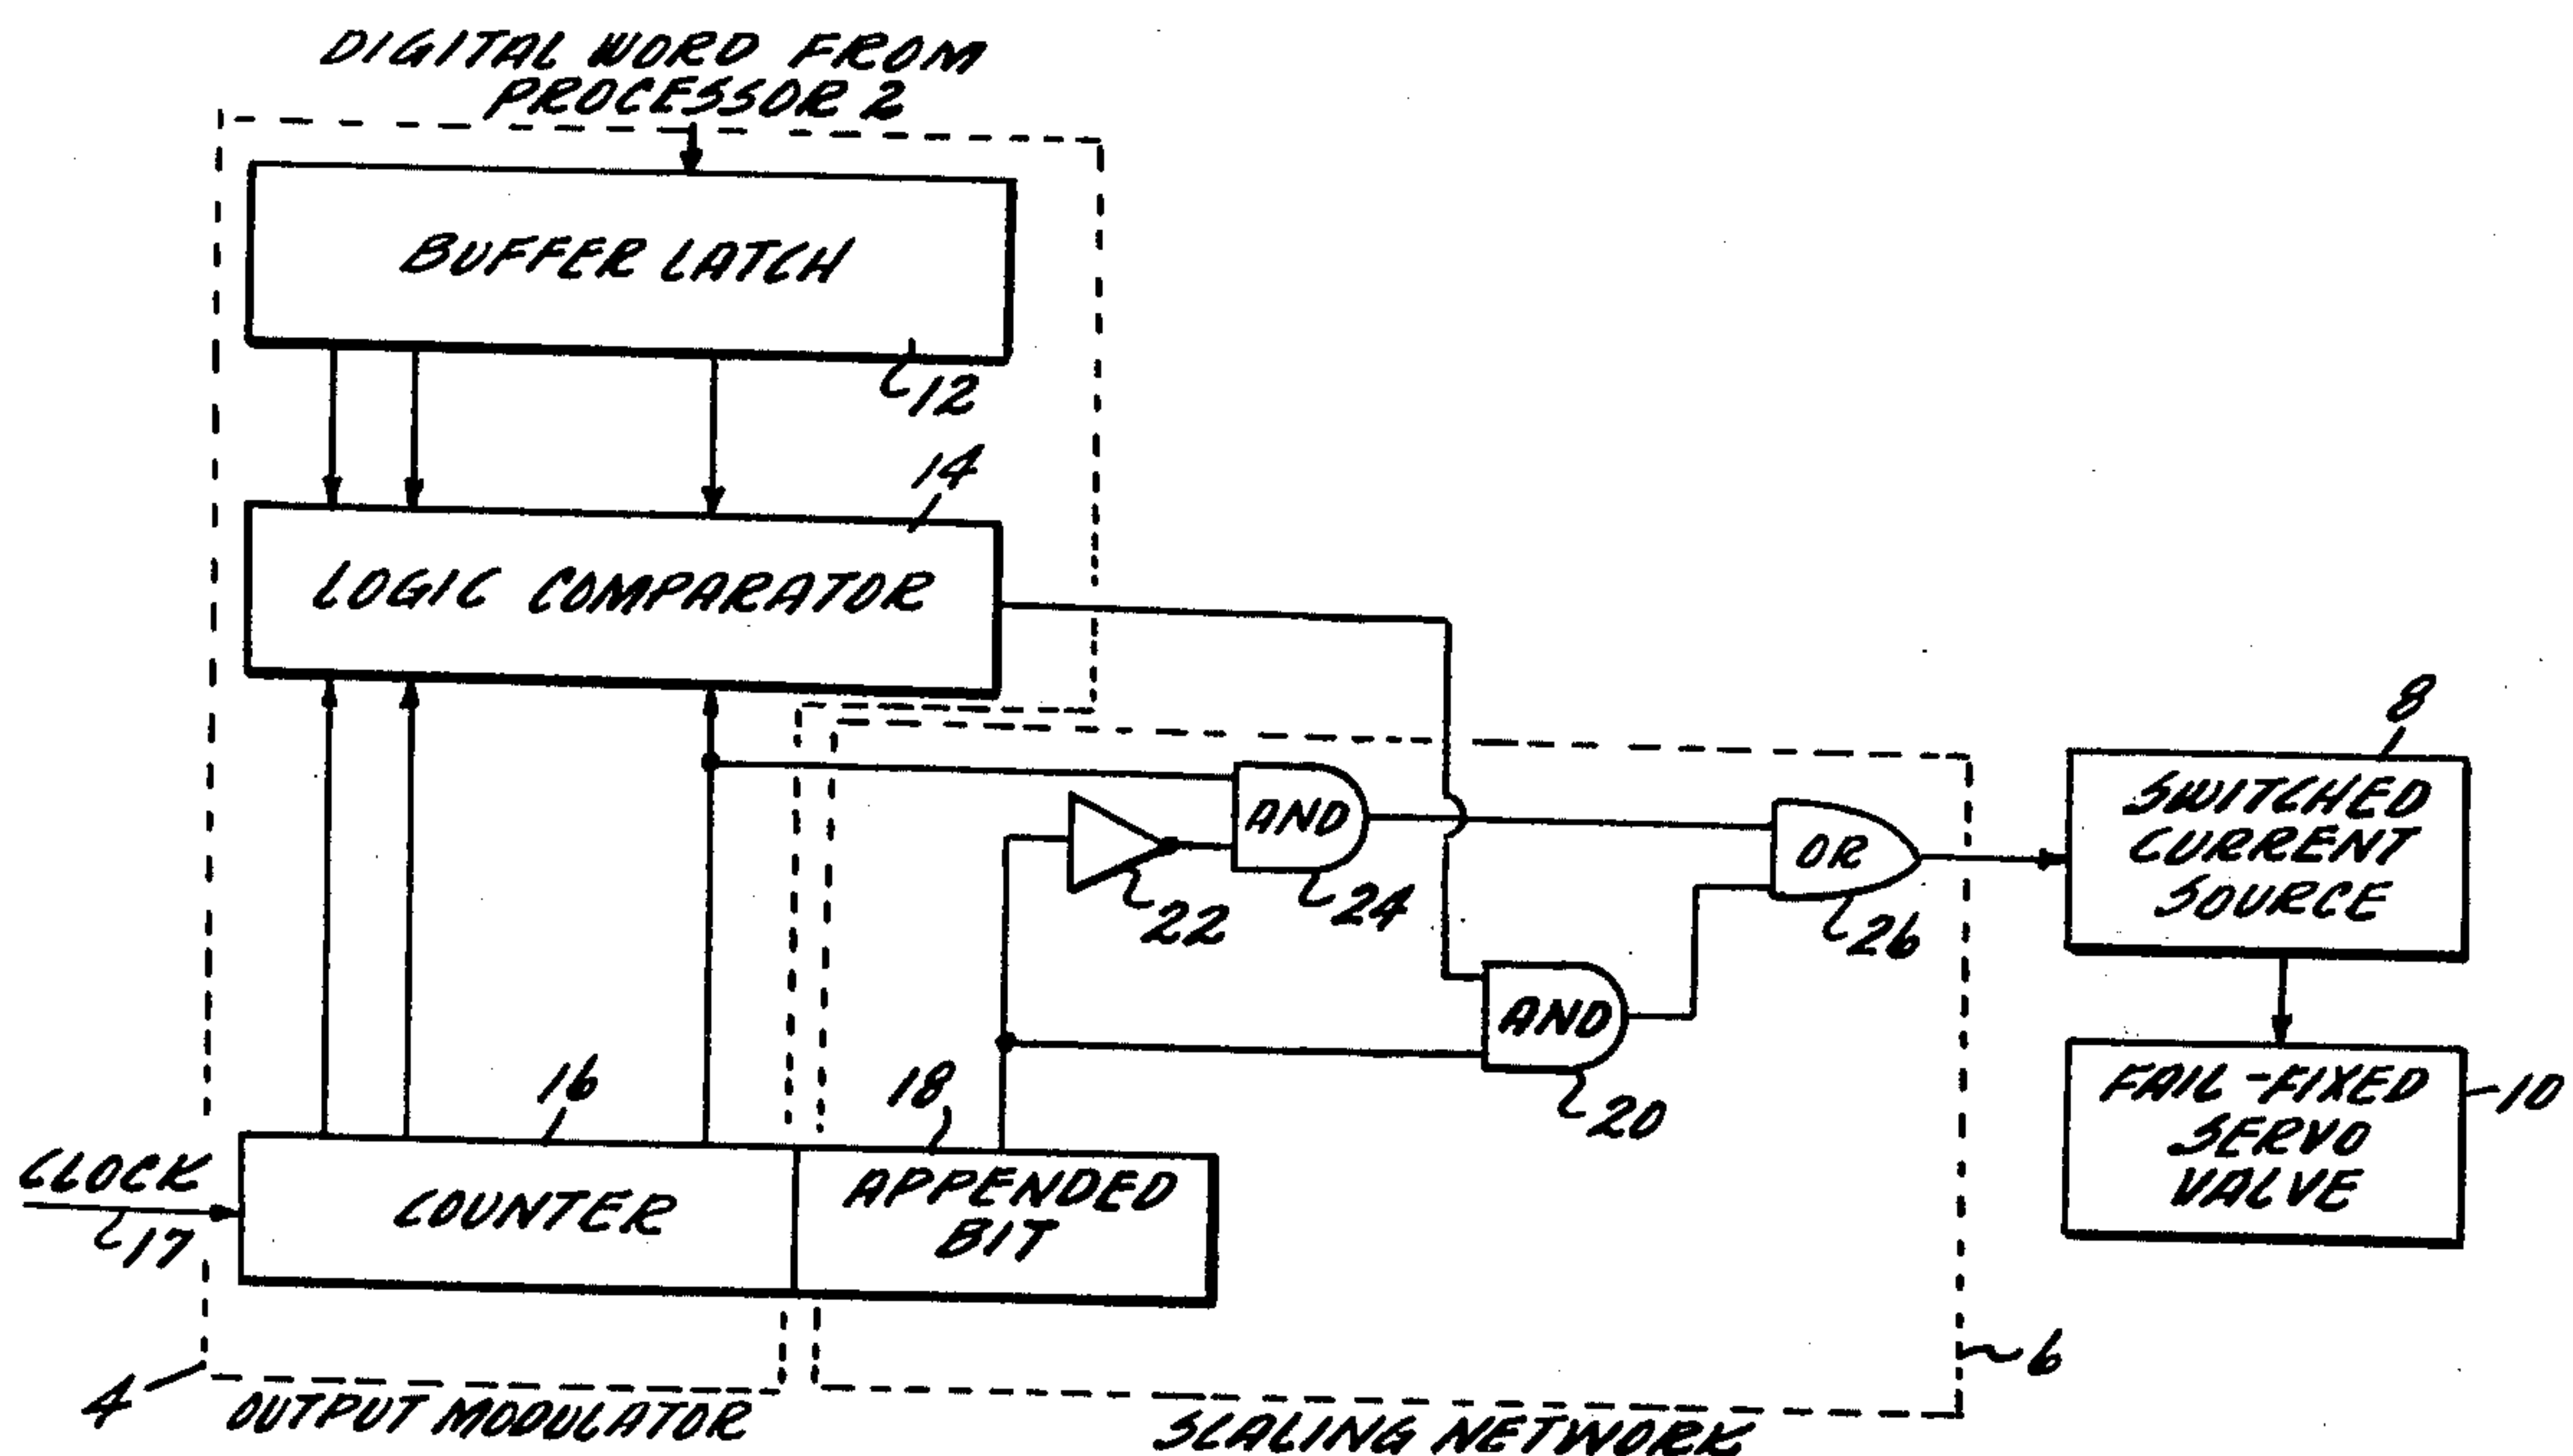 DIGITAL WORD FROM
PROCESSOR 2
BUFFER LATCH
12
14
LOGIC COMPARATOR
8
SWITCHED
CURRENT
SOURCE
AND
OR
22
24
26
AND
20
FAIL-FIXED
SERVO
VALVE
10
16
18
CLOCK
17
COUNTER
APPENDED
BIT
6
4
OUTPUT MODULATOR
SCALING NETWORK